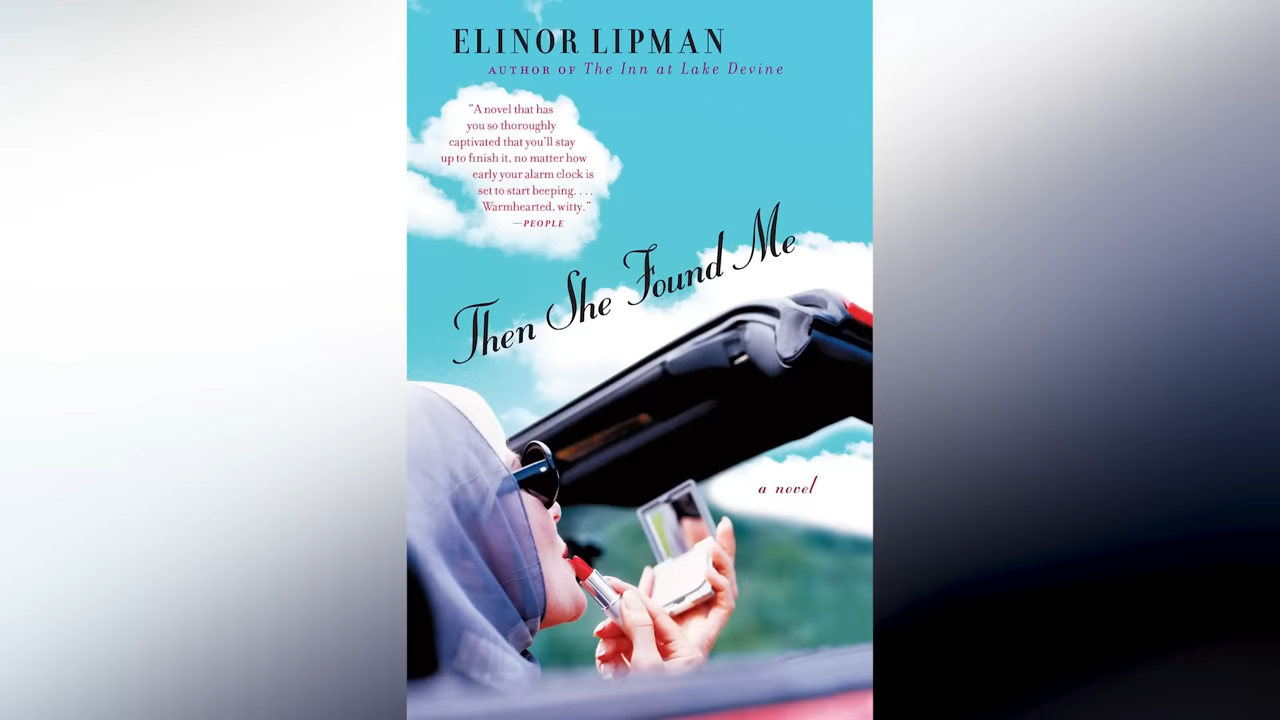 ELINOR LIPMAN
AUTHOR OF The Inn at Lake Devine
"A novel that has
you so thoroughly
captivated that you'll stay
up to finish it, no matter how
early your alarm clock is
set to start beeping. . . .
Warmhearted, witty."
—PEOPLE
Then She Found Me
a novel